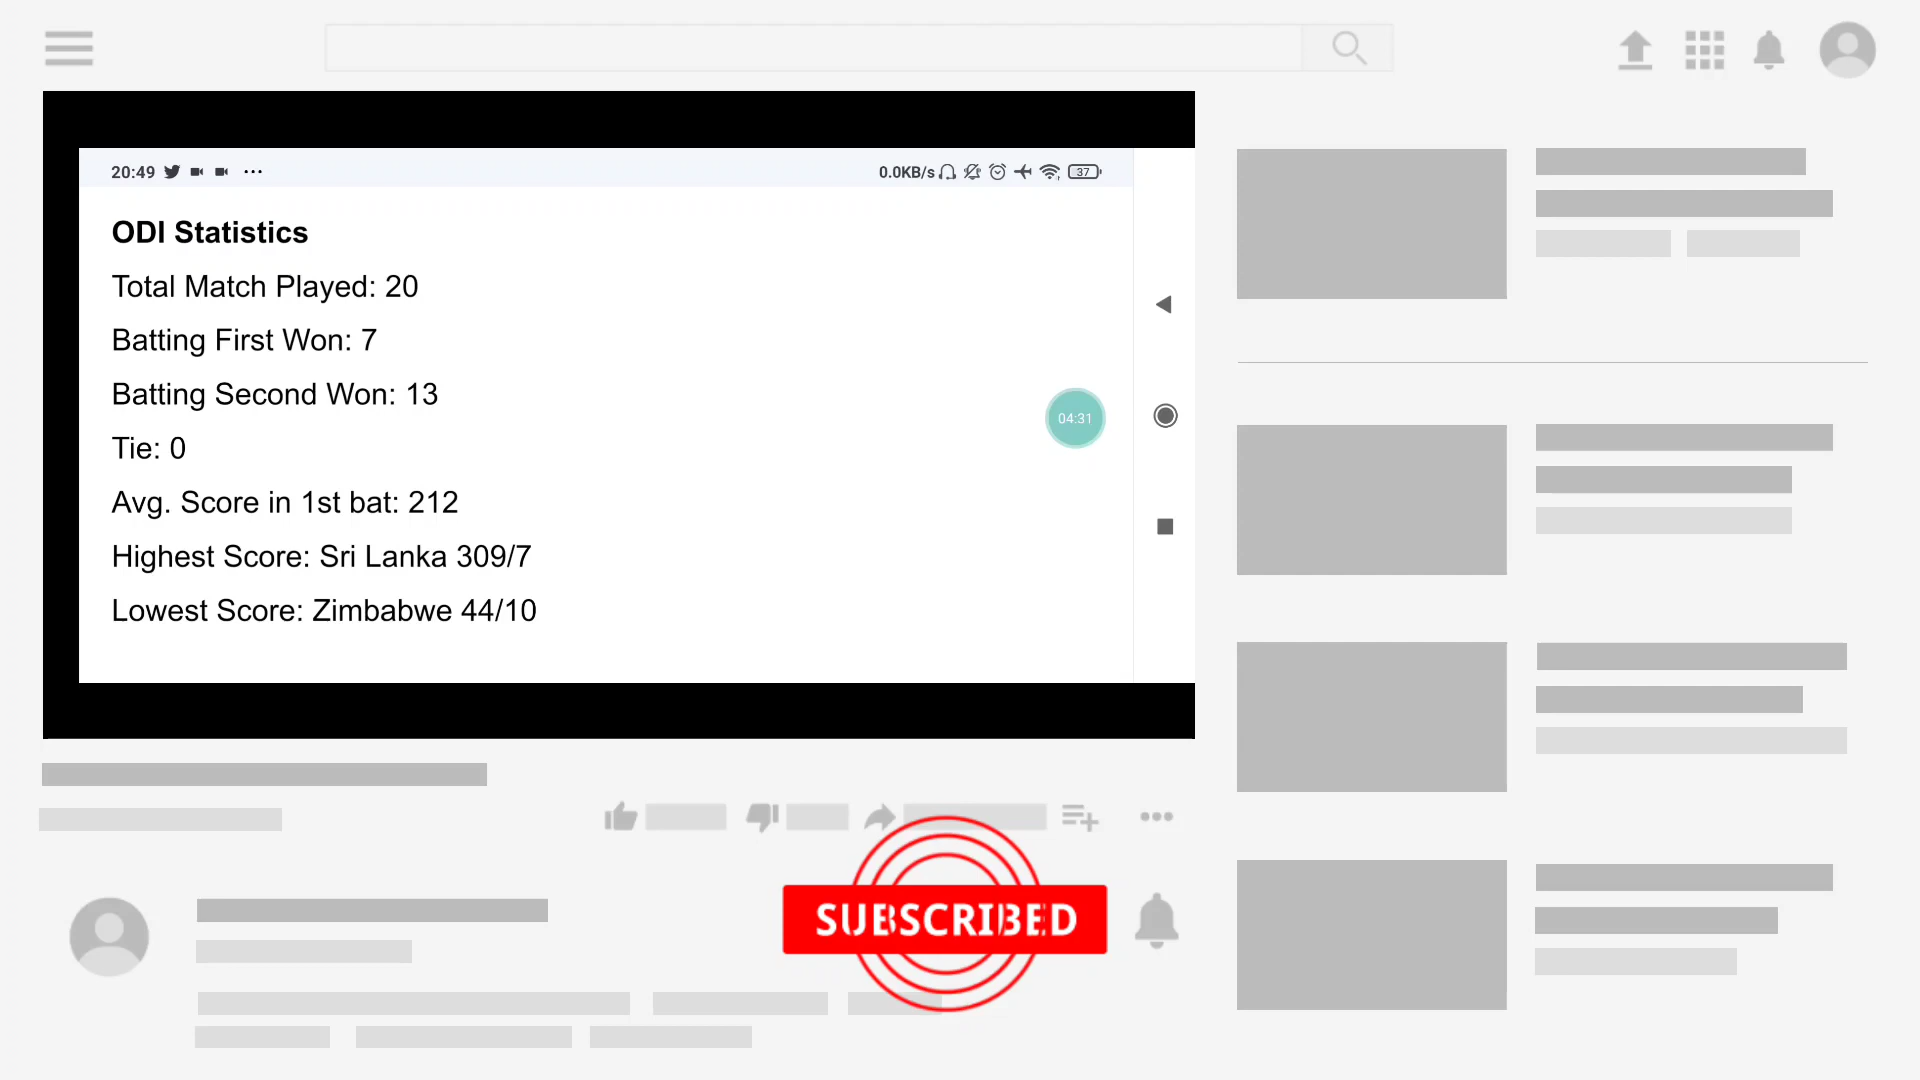 20:49
0.0KB/s
37
ODI Statistics
Total Match Played: 20
Batting First Won: 7
Batting Second Won: 13
Tie: 0
Avg. Score in 1st bat: 212
Highest Score: Sri Lanka 309/7
Lowest Score: Zimbabwe 44/10
04:31
SUBSCRIBED